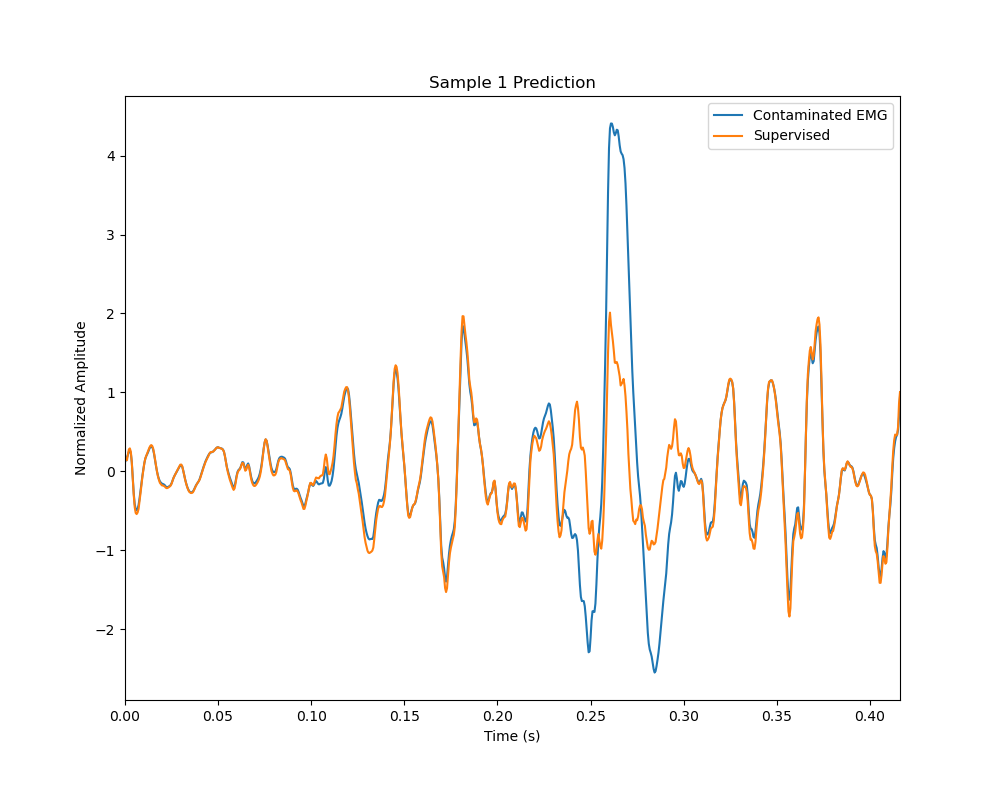 Sample 1 Prediction
Contaminated EMG
Supervised
Normalized Amplitude
4
3
2
1
0
−1
−2
0.00 0.05 0.10 0.15 0.20 0.25 0.30 0.35 0.40
Time (s)